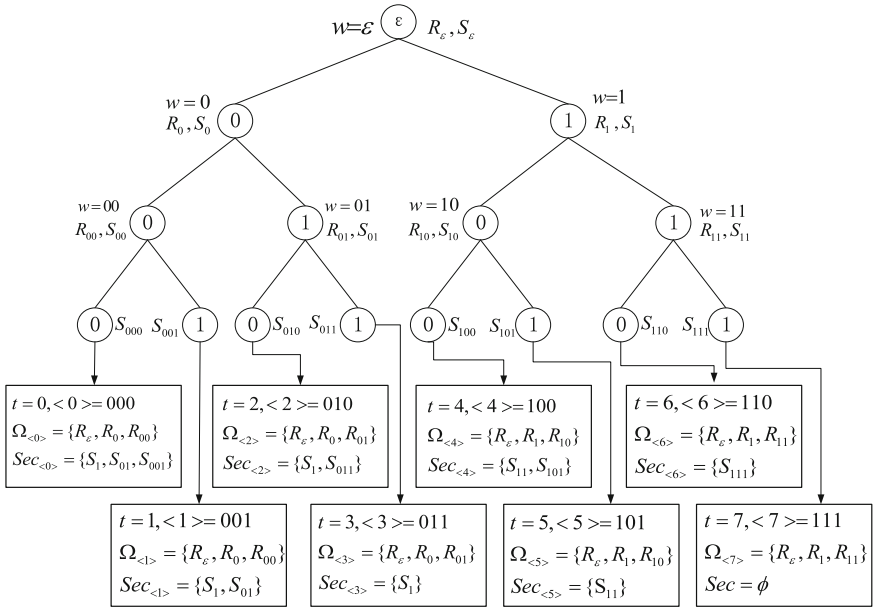 w=ε ε R_ε, S_ε
w = 0
R_0, S_0 0
w=1
1 R_1, S_1
w=00
R_00, S_00 0
w = 01
1 R_01, S_01
w = 10
R_10, S_10 0
w = 11
1 R_11, S_11
0 S_000 S_001 1 0 S_010 S_011 1 0 S_100 S_101 1 0 S_110 S_111 1
t = 0, < 0 >= 000
Ω_<0> = {R_ε, R_0, R_00}
Sec_<0> = {S_1, S_01, S_001}
t = 1, < 1 >= 001
Ω_<1> = {R_ε, R_0, R_00}
Sec_<1> = {S_1, S_01}
t = 2, < 2 >= 010
Ω_<2> = {R_ε, R_0, R_01}
Sec_<2> = {S_1, S_011}
t = 3, < 3 >= 011
Ω_<3> = {R_ε, R_0, R_01}
Sec_<3> = {S_1}
t = 4, < 4 >= 100
Ω_<4> = {R_ε, R_1, R_10}
Sec_<4> = {S_11, S_101}
t = 5, < 5 >= 101
Ω_<5> = {R_ε, R_1, R_10}
Sec_<5> = {S_11}
t = 6, < 6 >= 110
Ω_<6> = {R_ε, R_1, R_11}
Sec_<6> = {S_111}
t = 7, < 7 >= 111
Ω_<7> = {R_ε, R_1, R_11}
Sec = ϕ